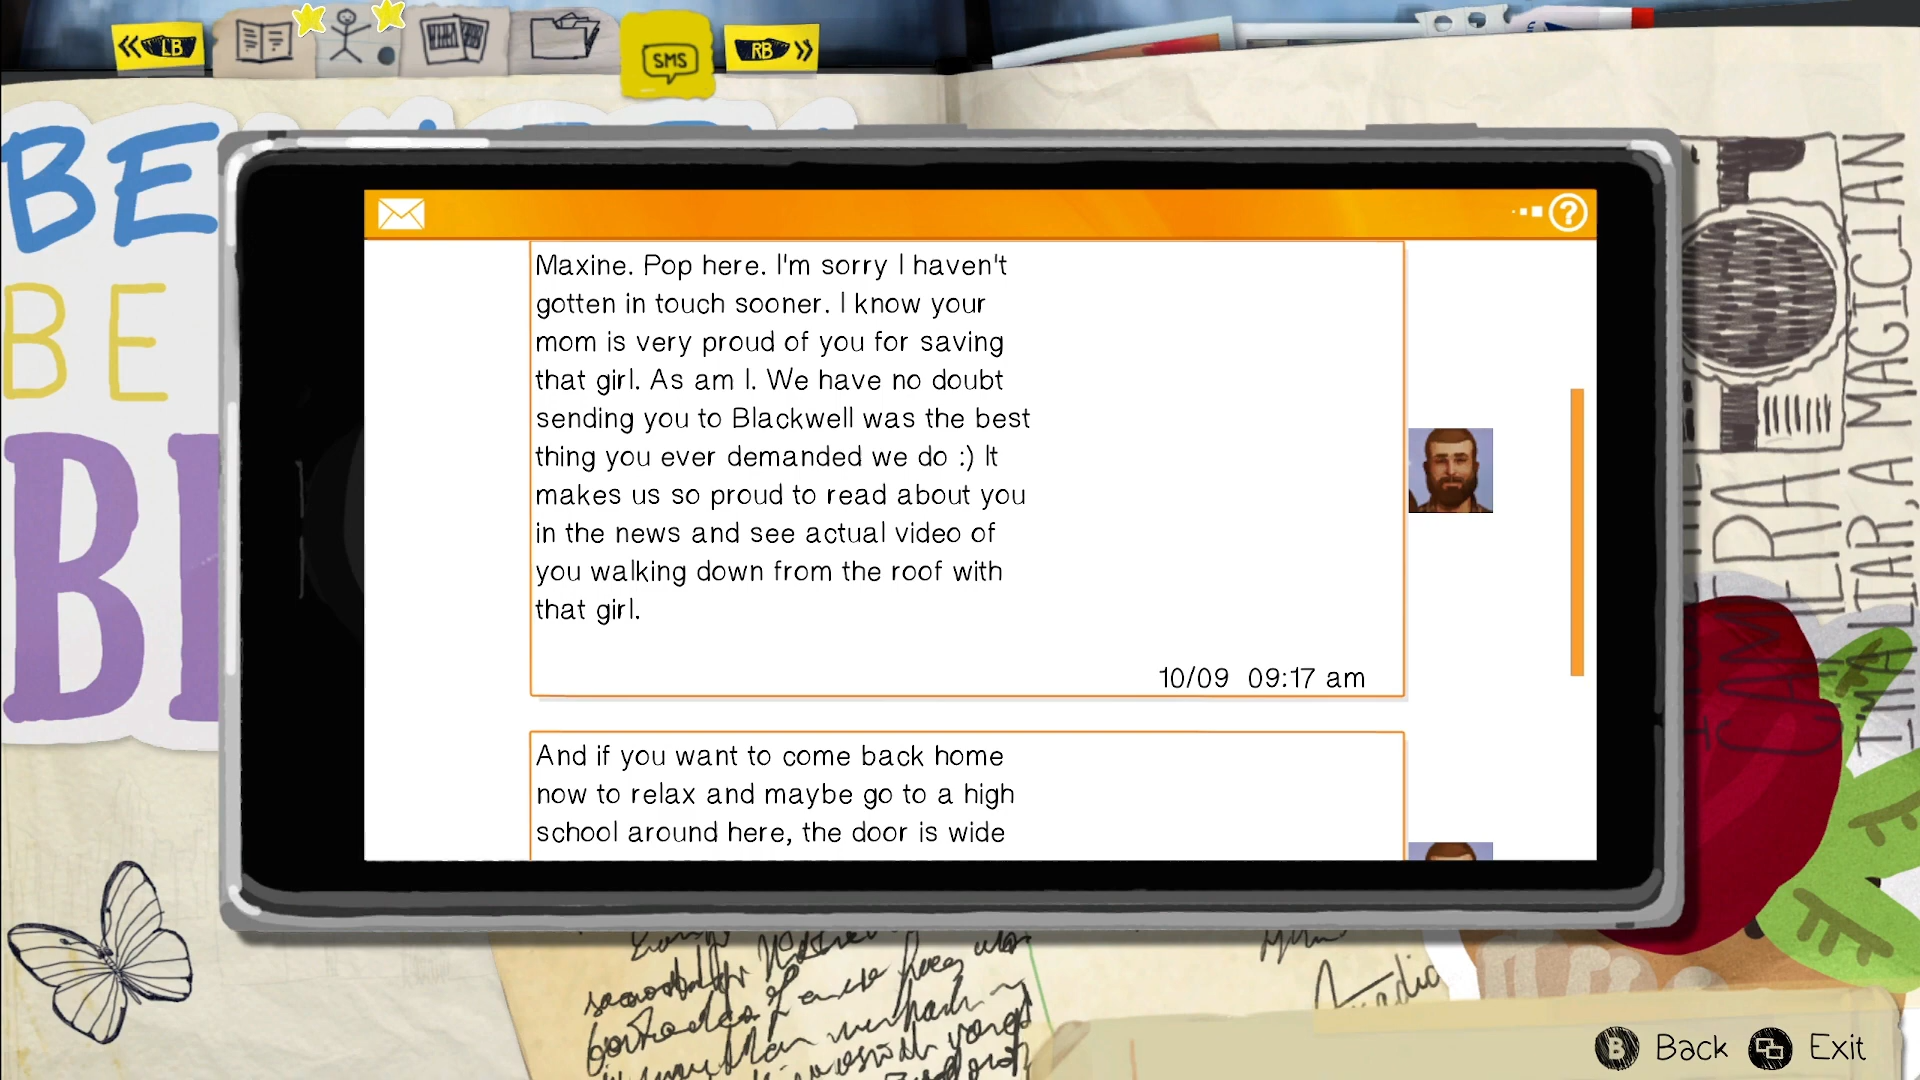 LB
SMS
RB
BE
BE
Maxine. Pop here. I'm sorry I haven't
gotten in touch sooner. I know your
mom is very proud of you for saving
that girl. As am I. We have no doubt
sending you to Blackwell was the best
thing you ever demanded we do :) It
makes us so proud to read about you
in the news and see actual video of
you walking down from the roof with
that girl.
10/09 09:17 am
And if you want to come back home
now to relax and maybe go to a high
school around here, the door is wide
CAMERA
I'M A LIAR, A MAGICIAN
B Back
Exit